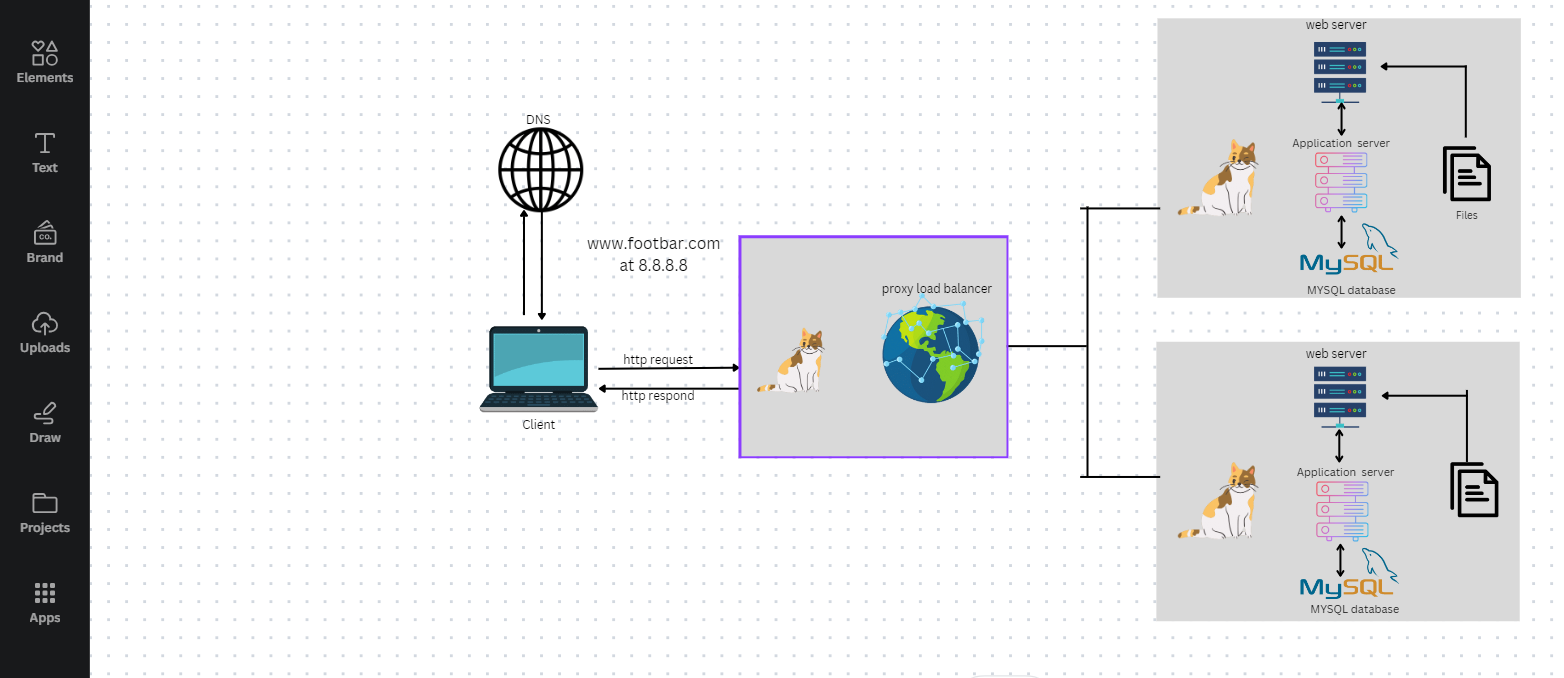 Elements
Text
CO.
Brand
Uploads
Draw
Projects
Apps
DNS
www.footbar.com
at 8.8.8.8
http request
http respond
Client
proxy load balancer
web server
Application server
Files
MySQL
MYSQL database
web server
Application server
MySQL
MYSQL database